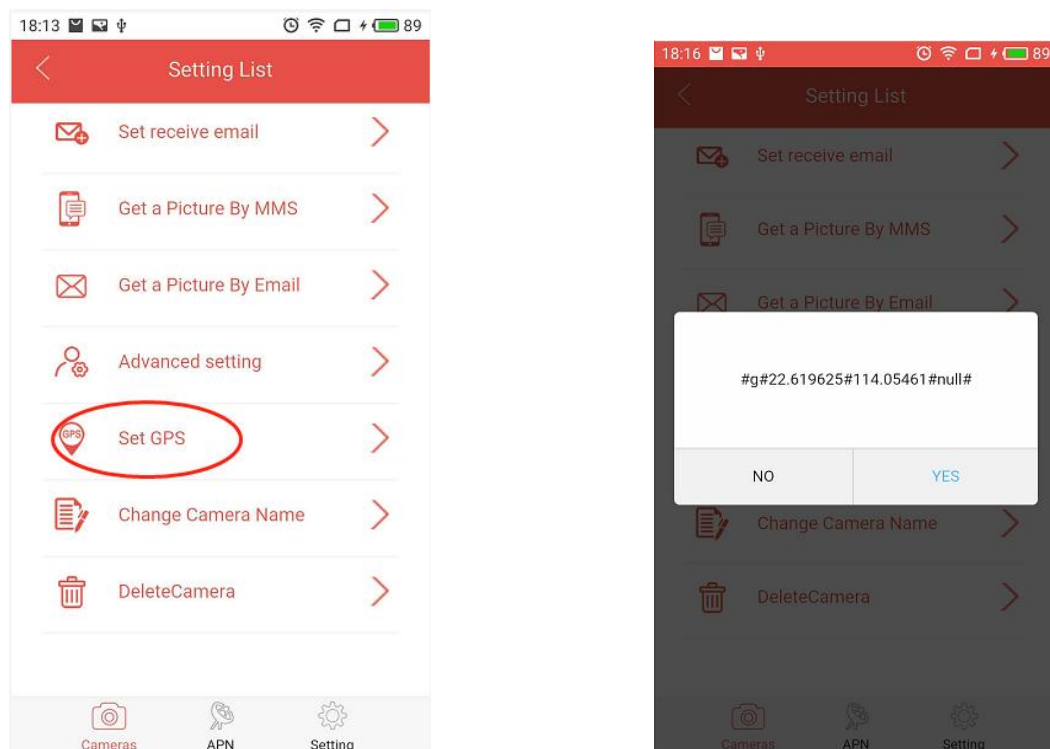 18:13
89
Setting List
Set receive email
Get a Picture By MMS
Get a Picture By Email
Advanced setting
GPS
Set GPS
Change Camera Name
DeleteCamera
Cameras
APN
Setting
18:16
89
Setting List
Set receive email
Get a Picture By MMS
Get a Picture By Email
#g#22.619625#114.05461#null#
NO
YES
Change Camera Name
DeleteCamera
Cameras
APN
Setting